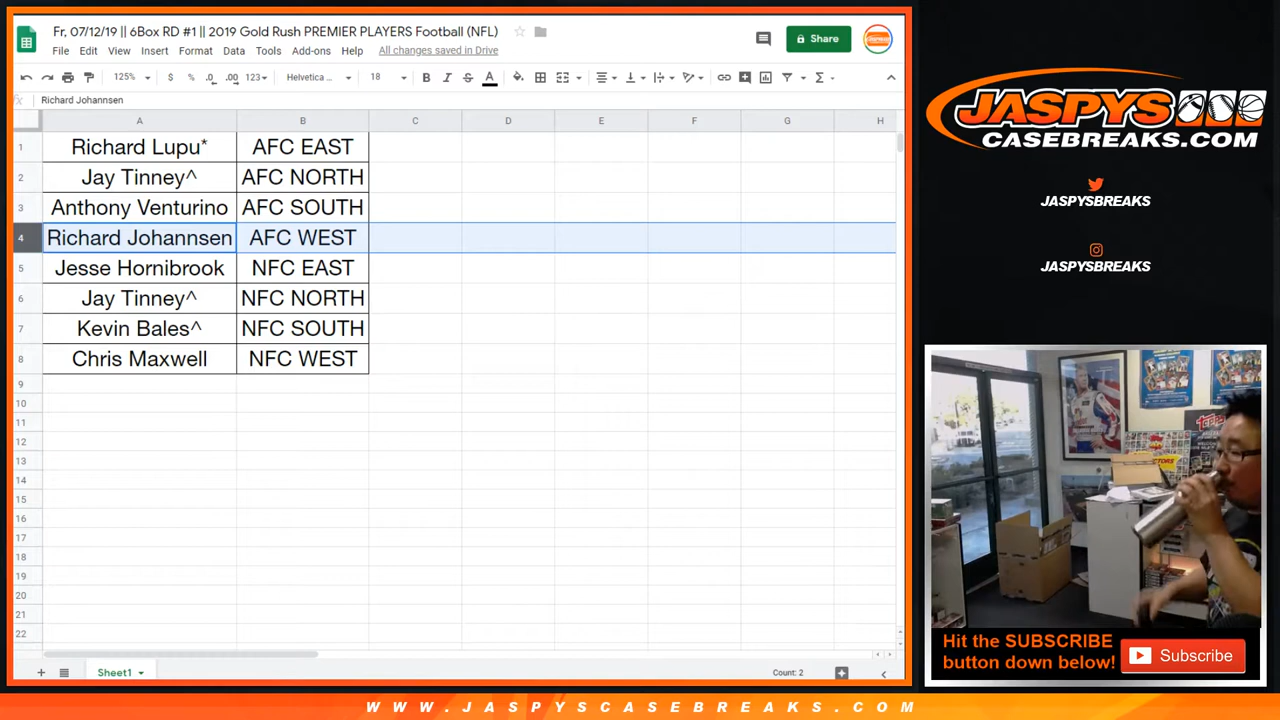 Fr, 07/12/19 || 6Box RD #1 || 2019 Gold Rush PREMIER PLAYERS Football (NFL)
File Edit View Insert Format Data Tools Add-ons Help All changes saved in Drive
Share
125% $ % .0 .00 123 Helvetica ... 18 B I S A
fx Richard Johannsen
A B C D E F G H
1 Richard Lupu* AFC EAST
2 Jay Tinney^ AFC NORTH
3 Anthony Venturino AFC SOUTH
4 Richard Johannsen AFC WEST
5 Jesse Hornibrook NFC EAST
6 Jay Tinney^ NFC NORTH
7 Kevin Bales^ NFC SOUTH
8 Chris Maxwell NFC WEST
9
10
11
12
13
14
15
16
17
18
19
20
21
22
Sheet1
Count: 2
JASPYS
CASEBREAKS.COM
JASPYSBREAKS
JASPYSBREAKS
Hit the SUBSCRIBE
button down below!
Subscribe
WWW.JASPYSCASEBREAKS.COM